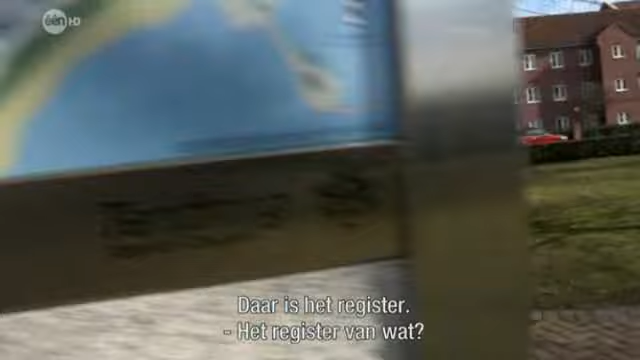 één HD
Daar is het register.
- Het register van wat?